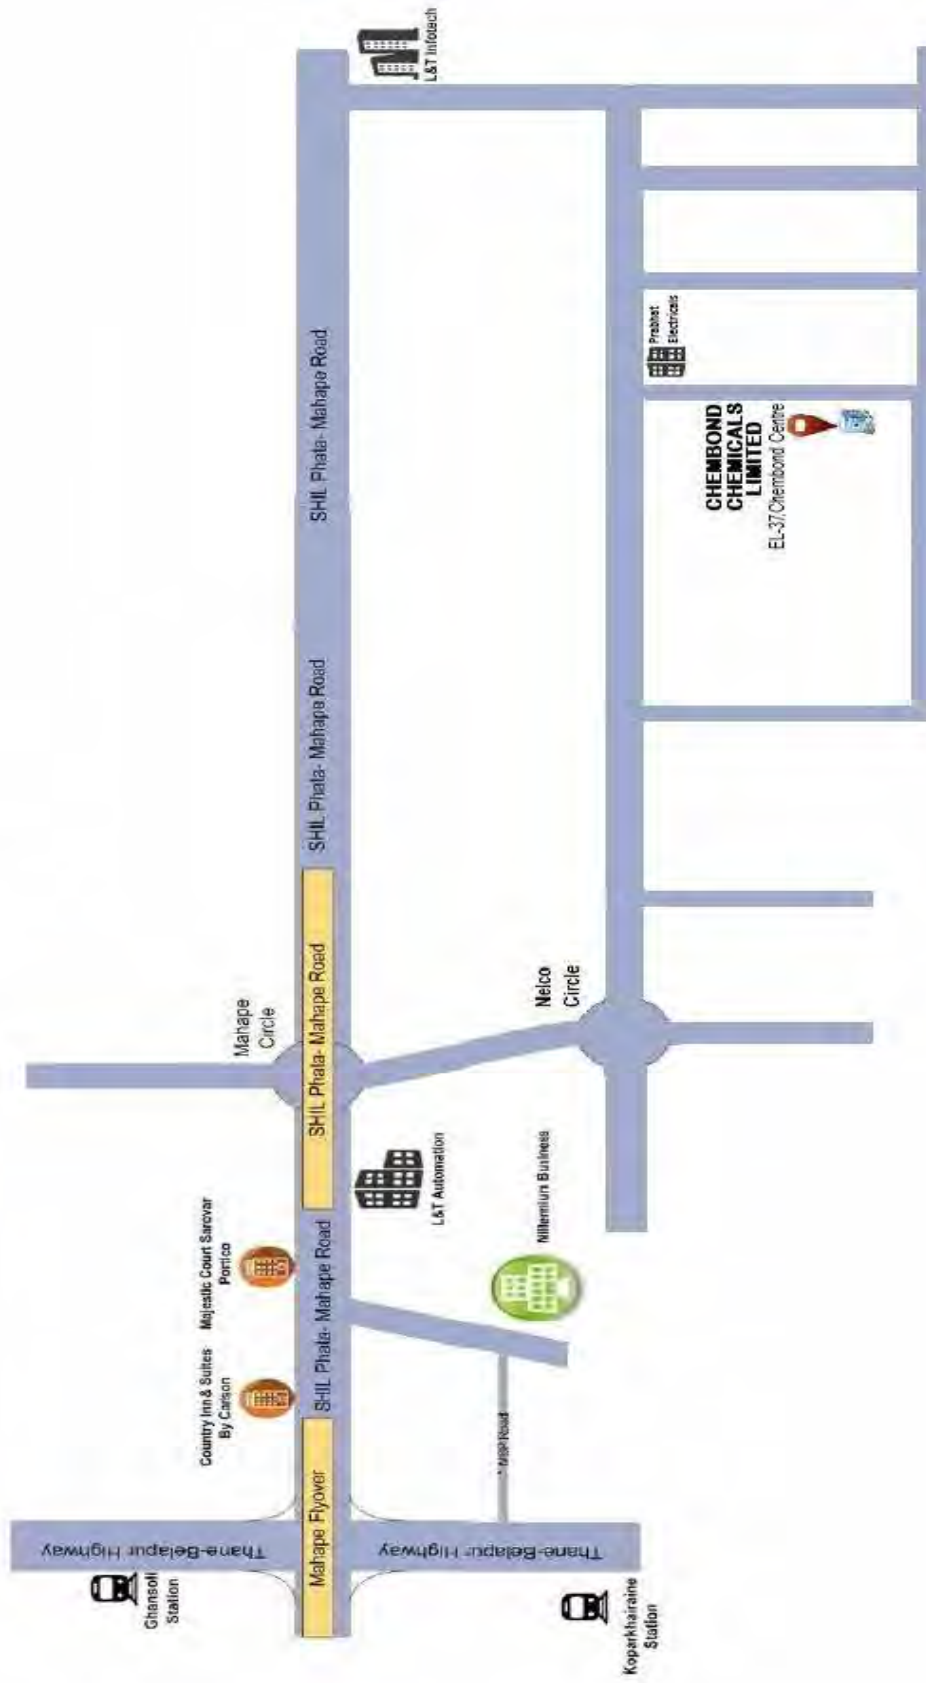 L&T Infotech
SHIL Phata- Mahape Road
Prabhat
Electricals
CHEMBOND
CHEMICALS
LIMITED
EL-37,Chembond Centre
SHIL Phata- Mahape Road
SHIL Phata- Mahape Road
Mahape
Circle
Nelco
Circle
L&T Automation
Millennium Business
Majestic Court Sarovar
Portico
SHIL Phata- Mahape Road
Country Inn & Suites
By Carlson
Mahape Flyover
Road
Thane-Belapur Highway
Thane-Belapur Highway
Ghansoli
Station
Koparkhairaine
Station